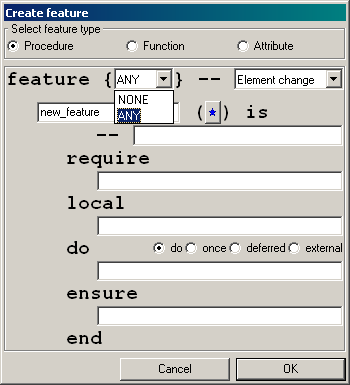 Create feature
Select feature type
Procedure Function Attribute
feature { ANY } -- Element change
NONE
ANY
new_feature ( * ) is
--
require
local
do do once deferred external
ensure
end
Cancel OK